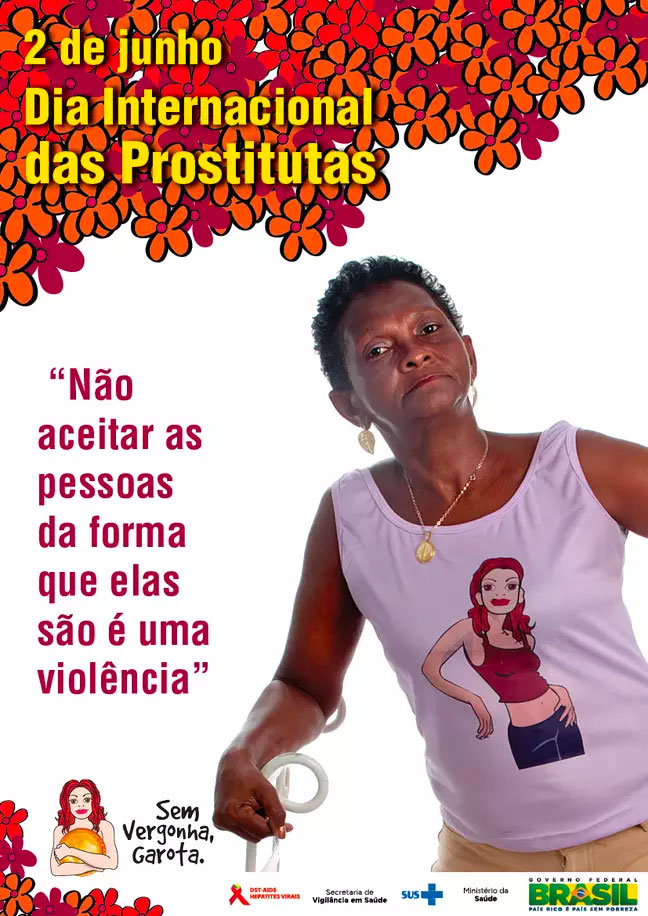 2 de junho
Dia Internacional
das Prostitutas
“Não
aceitar as
pessoas
da forma
que elas
são é uma
violência”
Sem
Vergonha,
Garota.
DST·AIDS
HEPATITES VIRAIS
Secretaria de
Vigilância em Saúde
SUS
Ministério da
Saúde
GOVERNO FEDERAL
BRASIL
PAÍS RICO É PAÍS SEM POBREZA